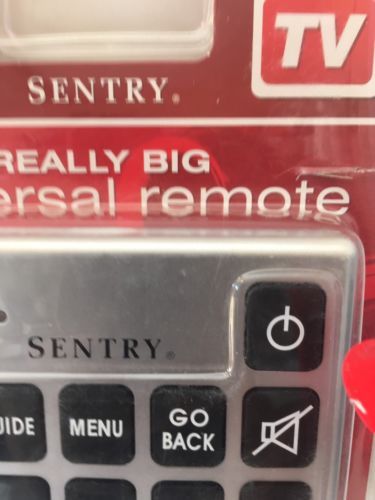 TV
SENTRY®
REALLY BIG
ersal remote
SENTRY®
UIDE MENU GO BACK